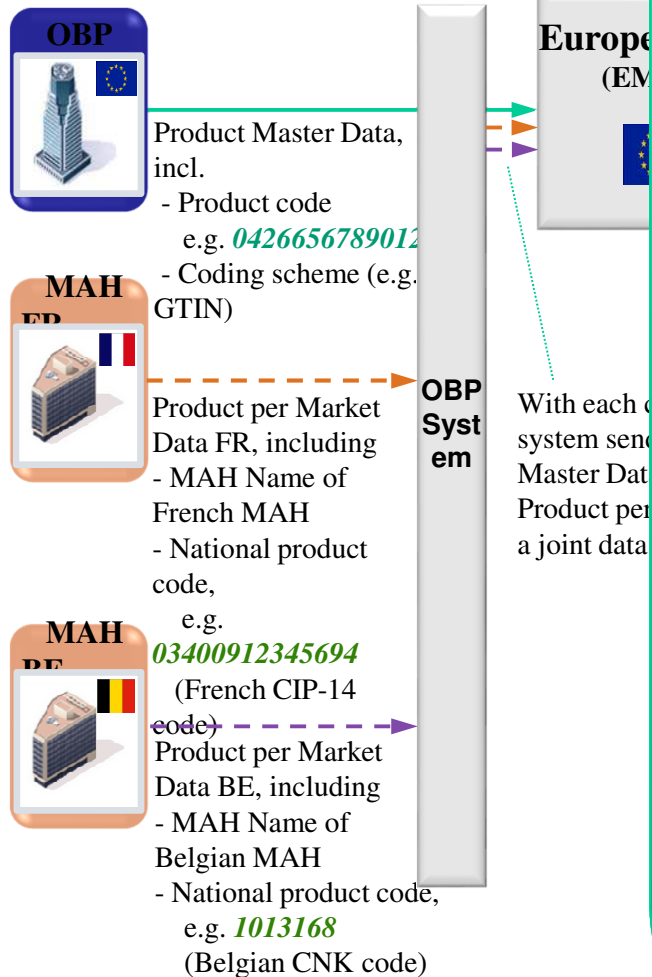 OBP
Product Master Data,
incl.
- Product code
e.g. 0426656789012
- Coding scheme (e.g.
GTIN)
MAH
FR
Product per Market
Data FR, including
- MAH Name of
French MAH
- National product
code,
e.g.
03400912345694
(French CIP-14
code)
MAH
BE
Product per Market
Data BE, including
- MAH Name of
Belgian MAH
- National product code,
e.g. 1013168
(Belgian CNK code)
OBP
Syst
em
Europe
(EM
With each
system send
Master Dat
Product per
a joint data